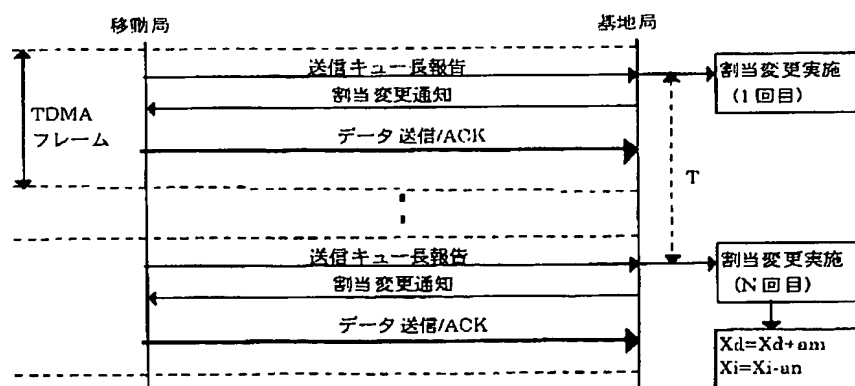 移動局
基地局
送信キュー長報告
割当変更実施
(1回目)
割当変更通知
TDMA
フレーム
データ送信/ACK
T
送信キュー長報告
割当変更実施
(N回目)
割当変更通知
データ送信/ACK
Xd=Xd+am
Xi=Xi-an